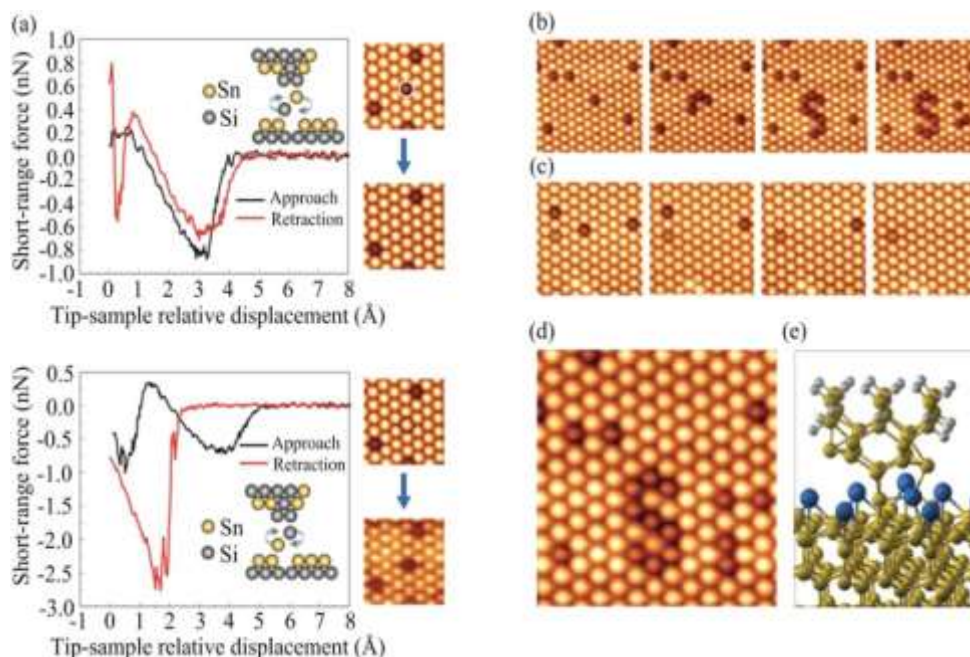 (a)
1.0
0.8
0.6
0.4
0.2
0.0
0.2
-0.4
-0.6
-0.8
1.0
Short-range force (nN)
Sn
Si
Approach
Retraction
-1 0 1 2 3 4 5 6 7 8
Tip-sample relative displacement (Å)
0.5
0.0
-0.5
-1.0
-1.5
-2.0
-2.5
-3.0
Short-range force (nN)
Approach
Retraction
Sn
Si
1 0 1 2 3 4 5 6 7 8
Tip-sample relative displacement (Å)
(b)
(c)
(d)
(e)